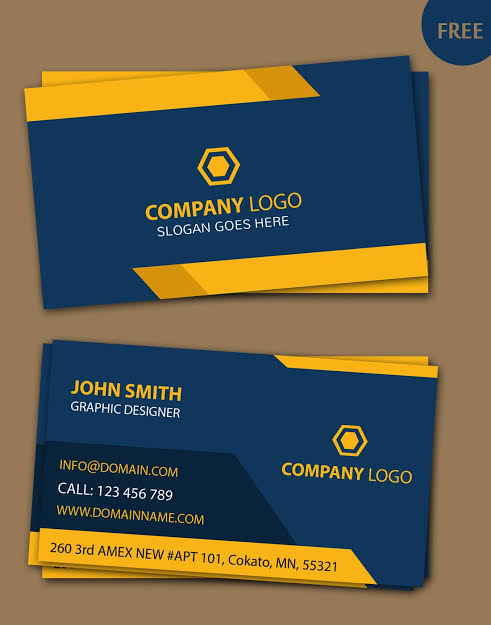 FREE
COMPANY LOGO
SLOGAN GOES HERE
JOHN SMITH
GRAPHIC DESIGNER
INFO@DOMAIN.COM
CALL: 123 456 789
WWW.DOMAINNAME.COM
COMPANY LOGO
260 3rd AMEX NEW #APT 101, Cokato, MN, 55321